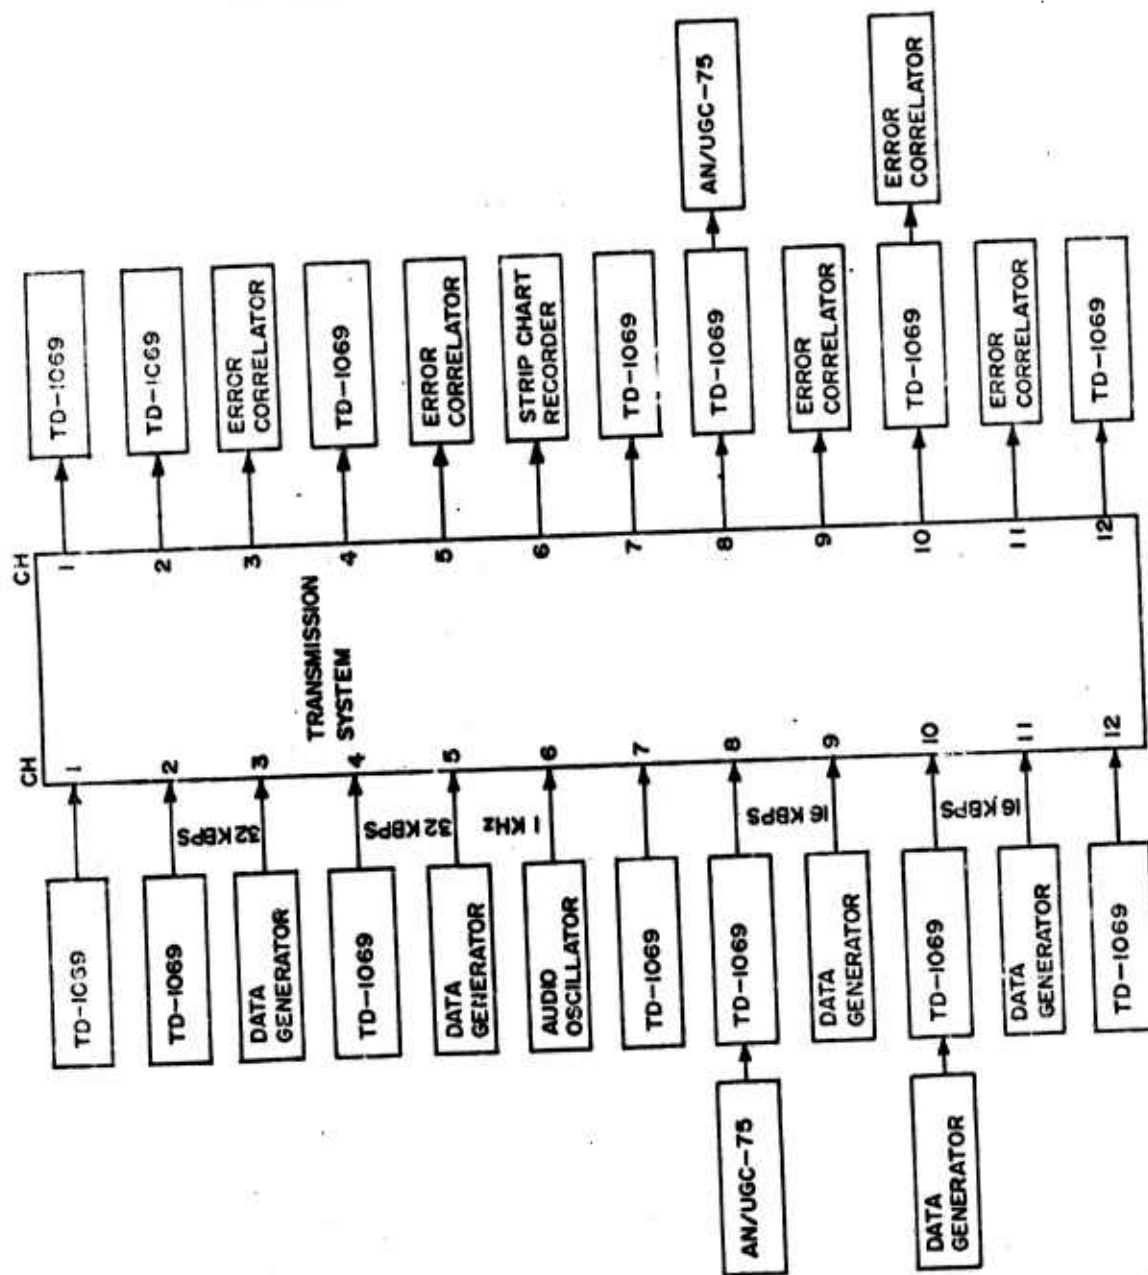 CH
CH
TD-1069
1
1
TD-1069
TD-1069
2
2
TD-1069
32 KBPS
DATA
GENERATOR
3
3
ERROR
CORRELATOR
TRANSMISSION
SYSTEM
TD-1069
4
4
TD-1069
32 KBPS
DATA
GENERATOR
5
5
ERROR
CORRELATOR
1 KHz
AUDIO
OSCILLATOR
6
6
STRIP CHART
RECORDER
TD-1069
7
7
TD-1069
AN/UGC-75
TD-1069
8
8
TD-1069
AN/UGC-75
16 KBPS
DATA
GENERATOR
9
9
ERROR
CORRELATOR
DATA
GENERATOR
TD-1069
10
10
TD-1069
ERROR
CORRELATOR
16 KBPS
DATA
GENERATOR
11
11
ERROR
CORRELATOR
TD-1069
12
12
TD-1069